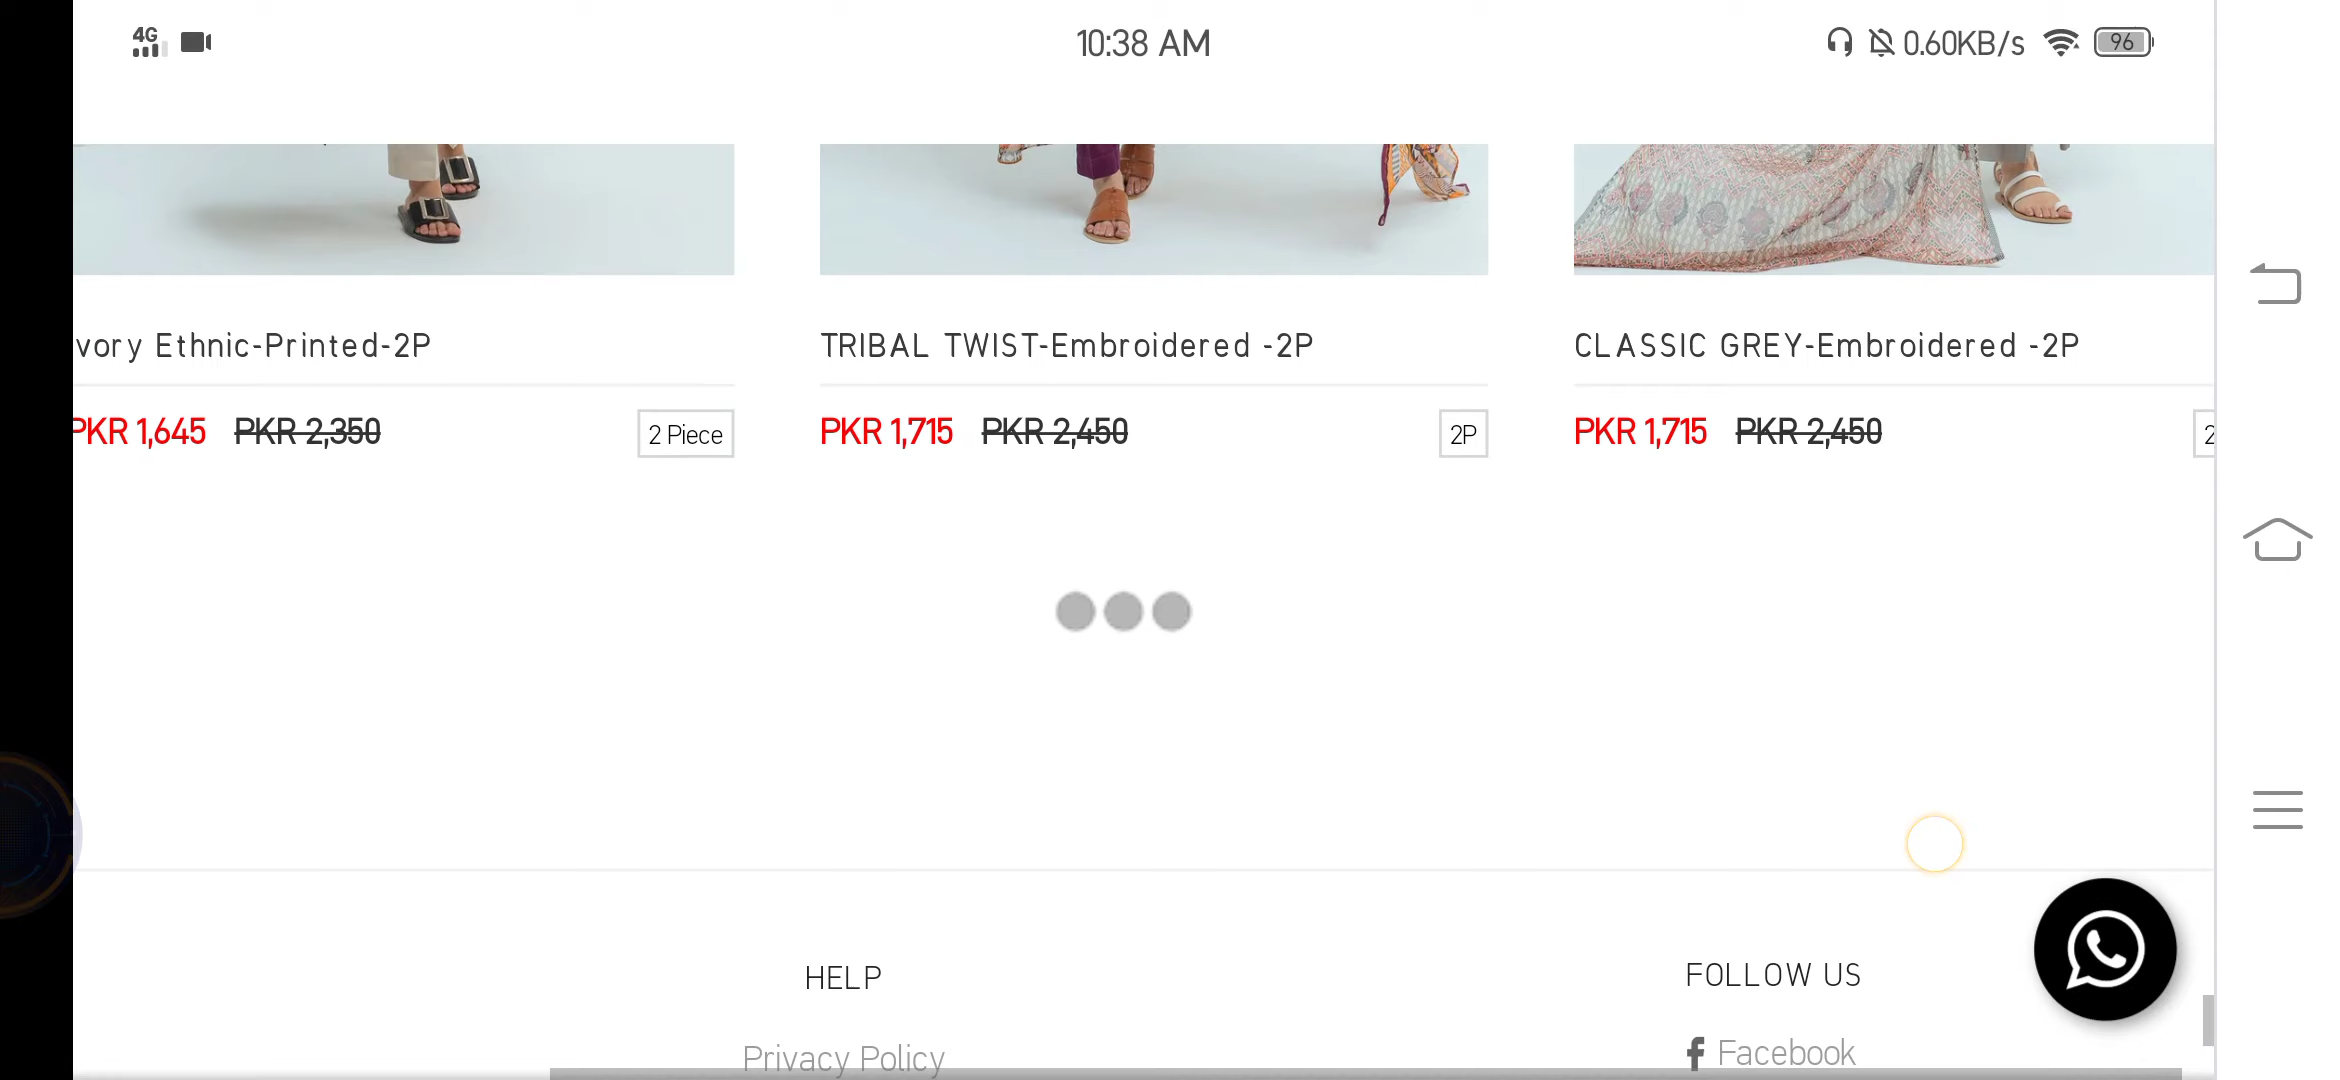 4G
10:38 AM
0.60KB/s
96
vory Ethnic-Printed-2P
TRIBAL TWIST-Embroidered -2P
CLASSIC GREY-Embroidered -2P
PKR 1,645 PKR 2,350 2 Piece
PKR 1,715 PKR 2,450 2P
PKR 1,715 PKR 2,450 2
HELP
FOLLOW US
Privacy Policy
Facebook